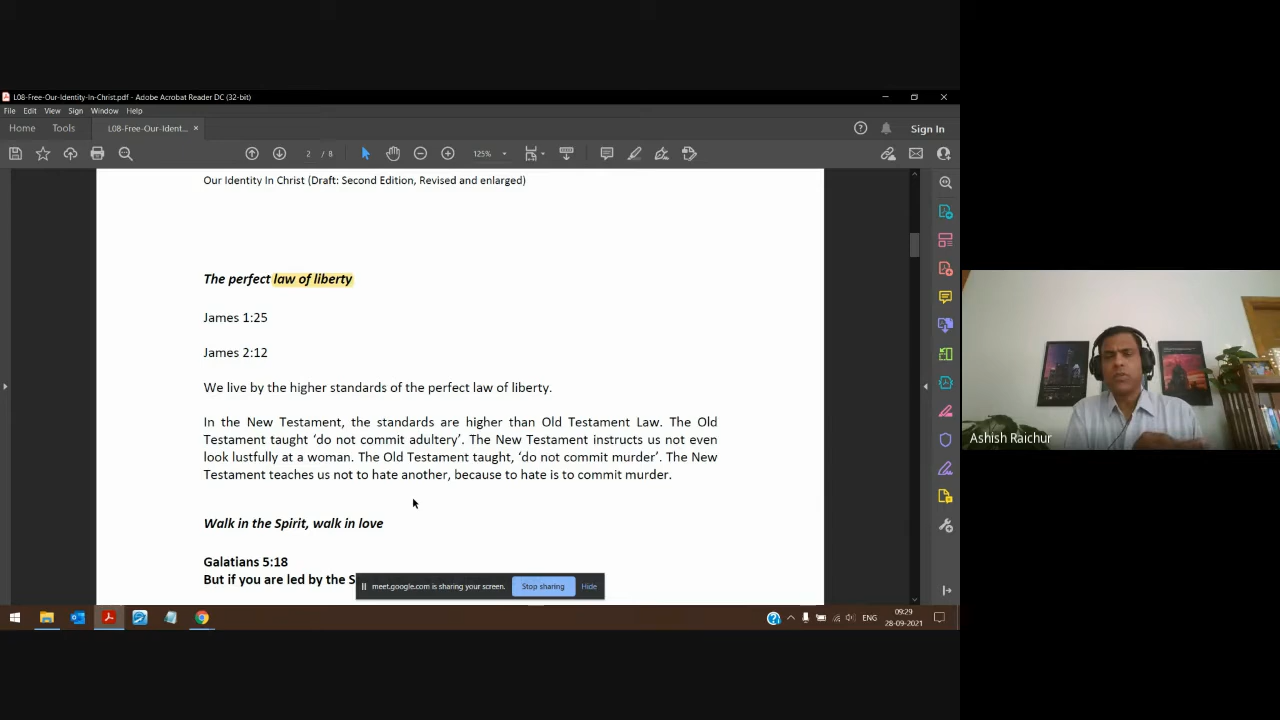 L08-Free-Our-Identity-In-Christ.pdf - Adobe Acrobat Reader DC (32-bit)
File Edit View Sign Window Help
Home Tools L08-Free-Our-Identi... × Sign In
2 / 8 125%
Our Identity In Christ (Draft: Second Edition, Revised and enlarged)
The perfect law of liberty
James 1:25
James 2:12
We live by the higher standards of the perfect law of liberty.
In the New Testament, the standards are higher than Old Testament Law. The Old
Testament taught ‘do not commit adultery’. The New Testament instructs us not even
look lustfully at a woman. The Old Testament taught, ‘do not commit murder’. The New
Testament teaches us not to hate another, because to hate is to commit murder.
Walk in the Spirit, walk in love
Galatians 5:18
But if you are led by the S
meet.google.com is sharing your screen. Stop sharing Hide
Ashish Raichur
ENG 09:29
28-09-2021